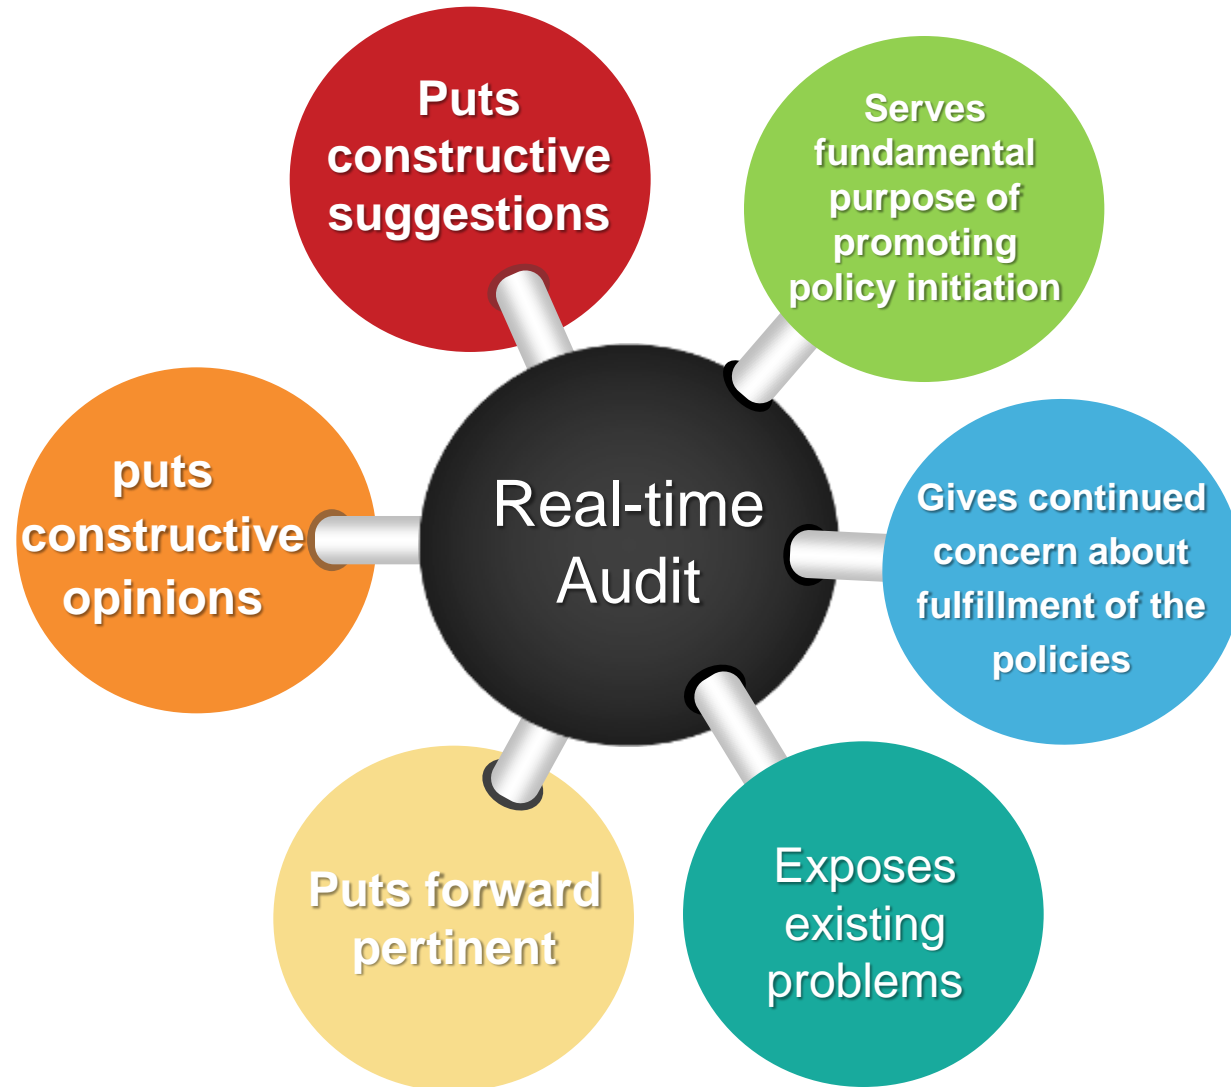 Puts
constructive
suggestions
Serves
fundamental
purpose of
promoting
policy initiation
puts
constructive
opinions
Real-time
Audit
Gives continued
concern about
fulfillment of the
policies
Puts forward
pertinent
Exposes
existing
problems